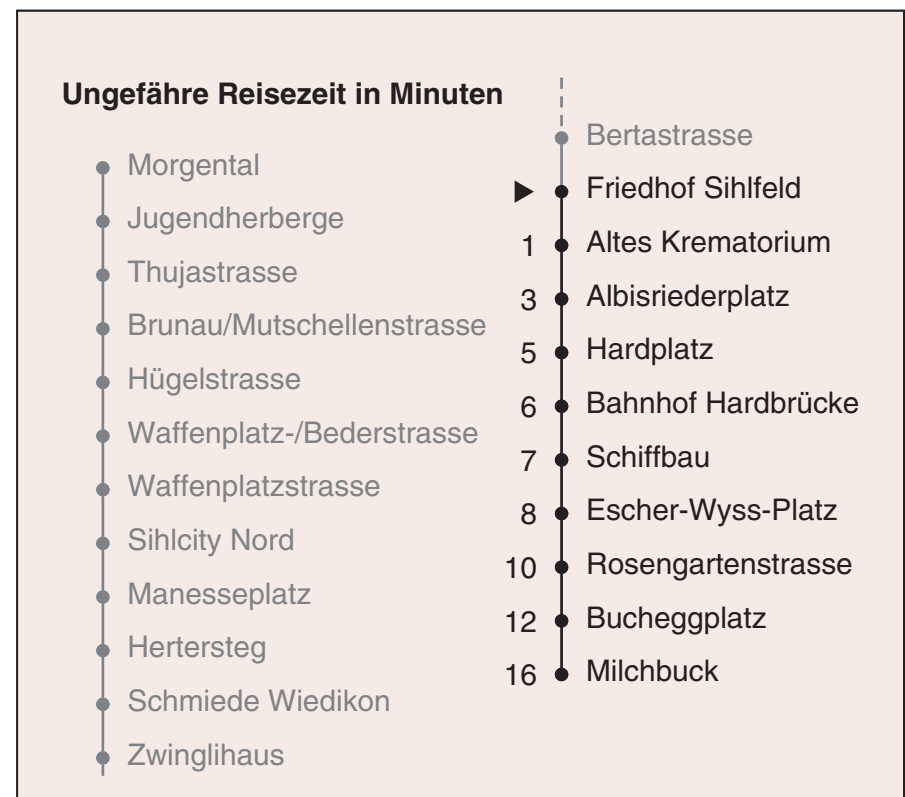 Ungefähre Reisezeit in Minuten
Morgental
Jugendherberge
Thujastrasse
Brunau/Mutschellenstrasse
Hügelstrasse
Waffenplatz-/Bederstrasse
Waffenplatzstrasse
Sihlcity Nord
Manesseplatz
Hertersteg
Schmiede Wiedikon
Zwinglihaus
Bertastrasse
Friedhof Sihlfeld
1 Altes Krematorium
3 Albisriederplatz
5 Hardplatz
6 Bahnhof Hardbrücke
7 Schiffbau
8 Escher-Wyss-Platz
10 Rosengartenstrasse
12 Bucheggplatz
16 Milchbuck